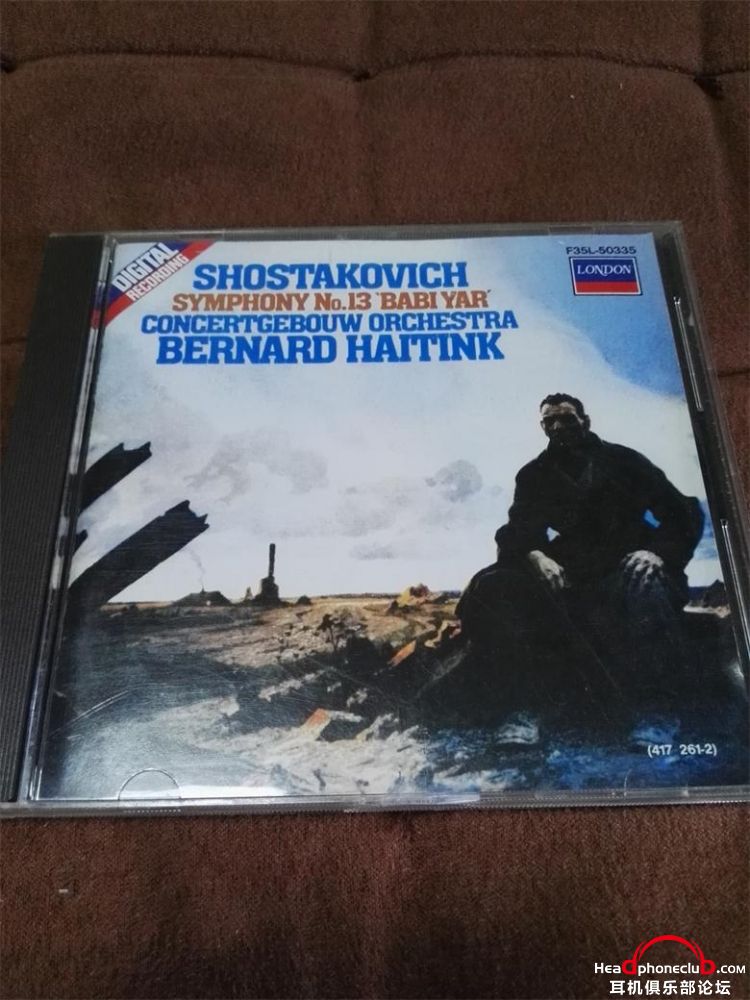 DIGITAL
RECORDING
F35L-50335
LONDON
SHOSTAKOVICH
SYMPHONY No.13 'BABI YAR'
CONCERTGEBOUW ORCHESTRA
BERNARD HAITINK
(417 261-2)
Headphoneclub.com
耳机俱乐部论坛